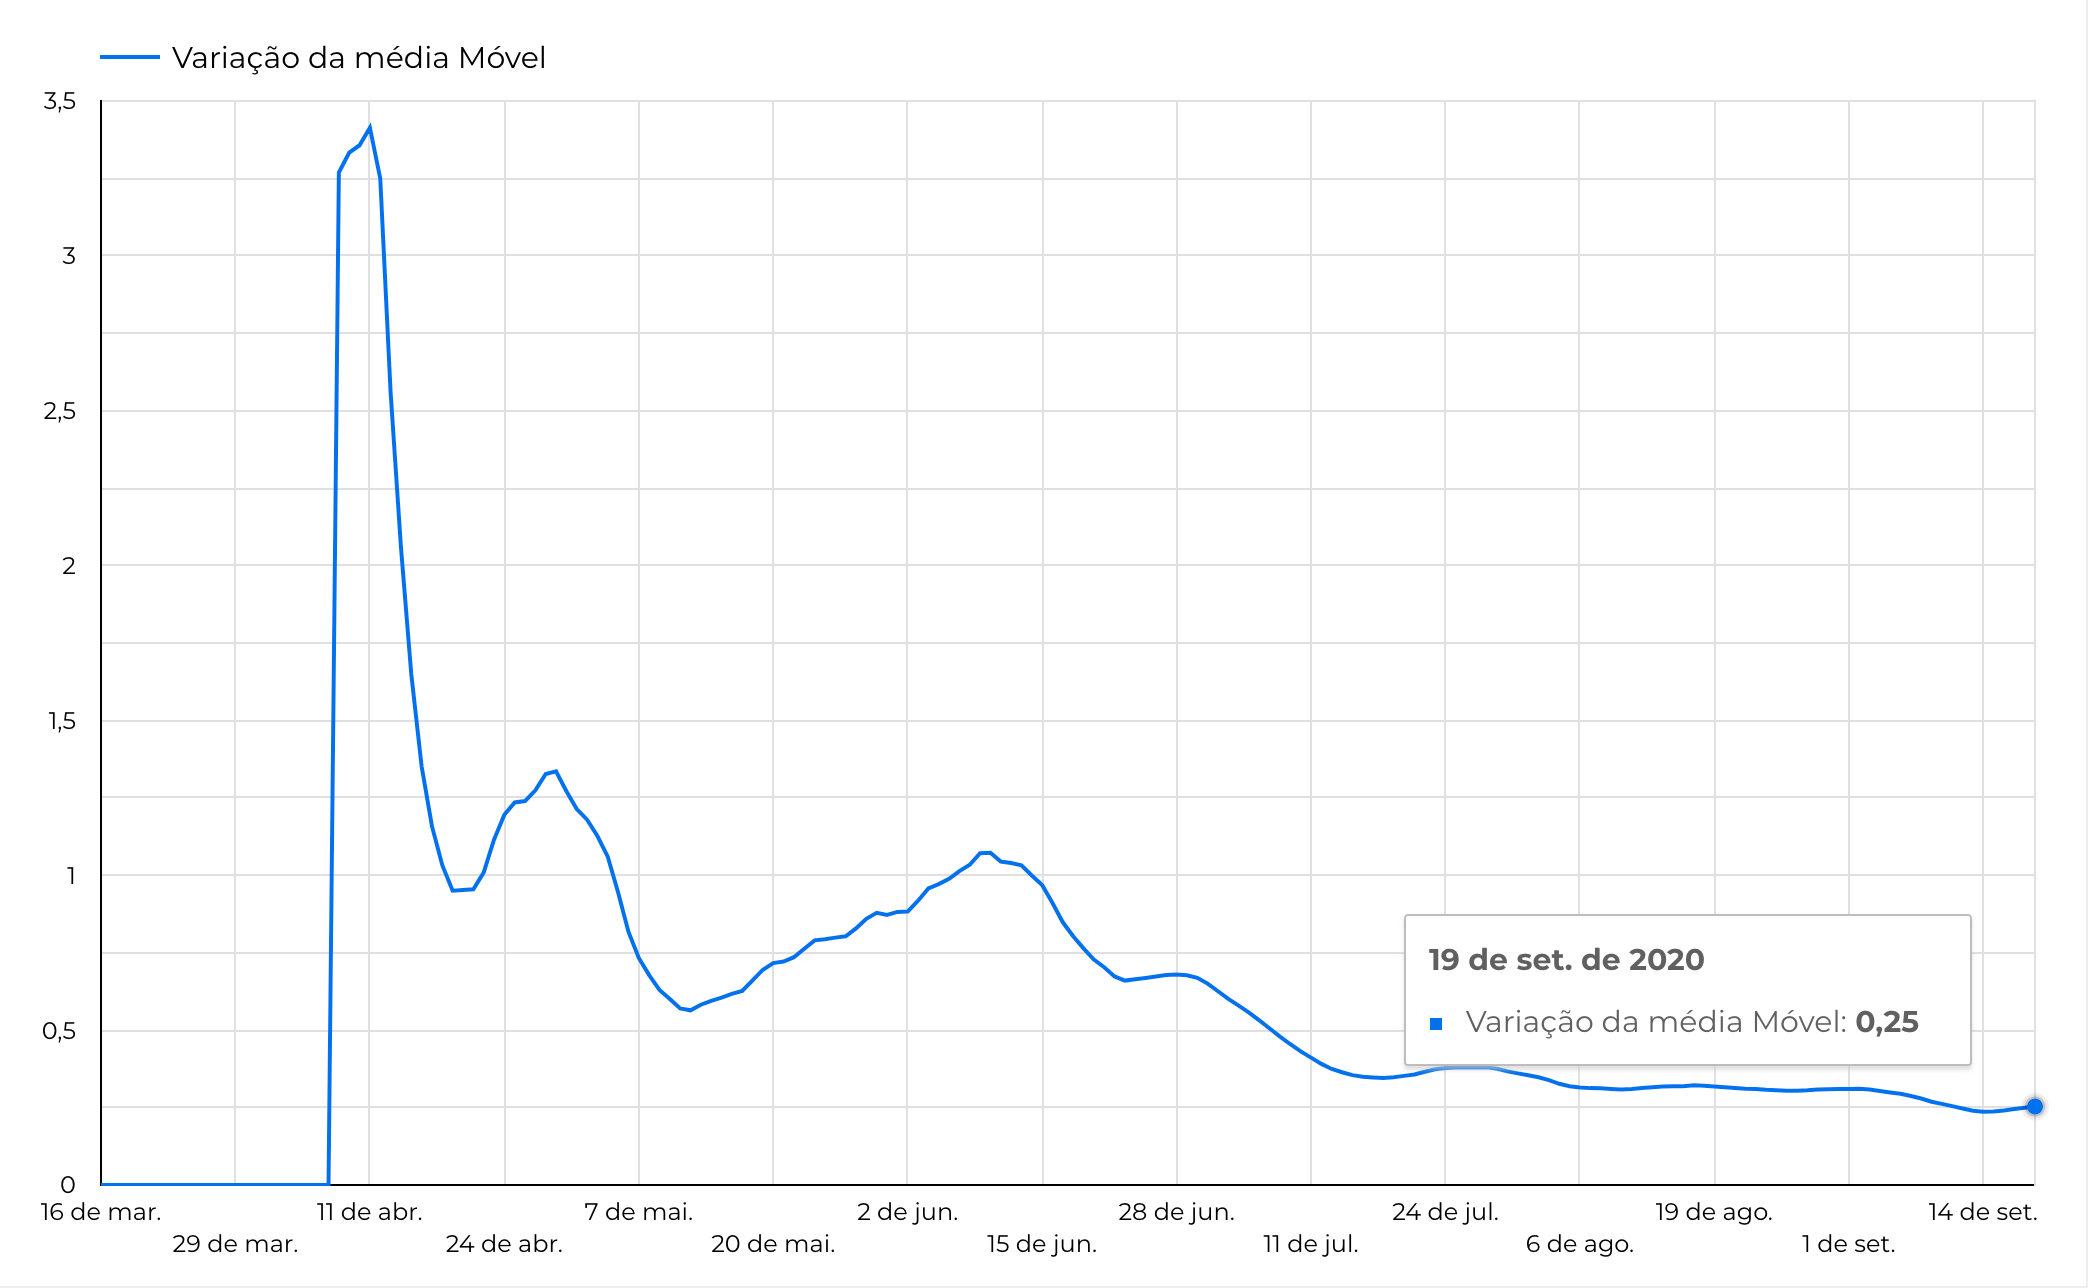 Variação da média Móvel
3,5
3
2,5
2
1,5
1
0,5
0
19 de set. de 2020
Variação da média Móvel: 0,25
16 de mar.
29 de mar.
11 de abr.
24 de abr.
7 de mai.
20 de mai.
2 de jun.
15 de jun.
28 de jun.
11 de jul.
24 de jul.
6 de ago.
19 de ago.
1 de set.
14 de set.